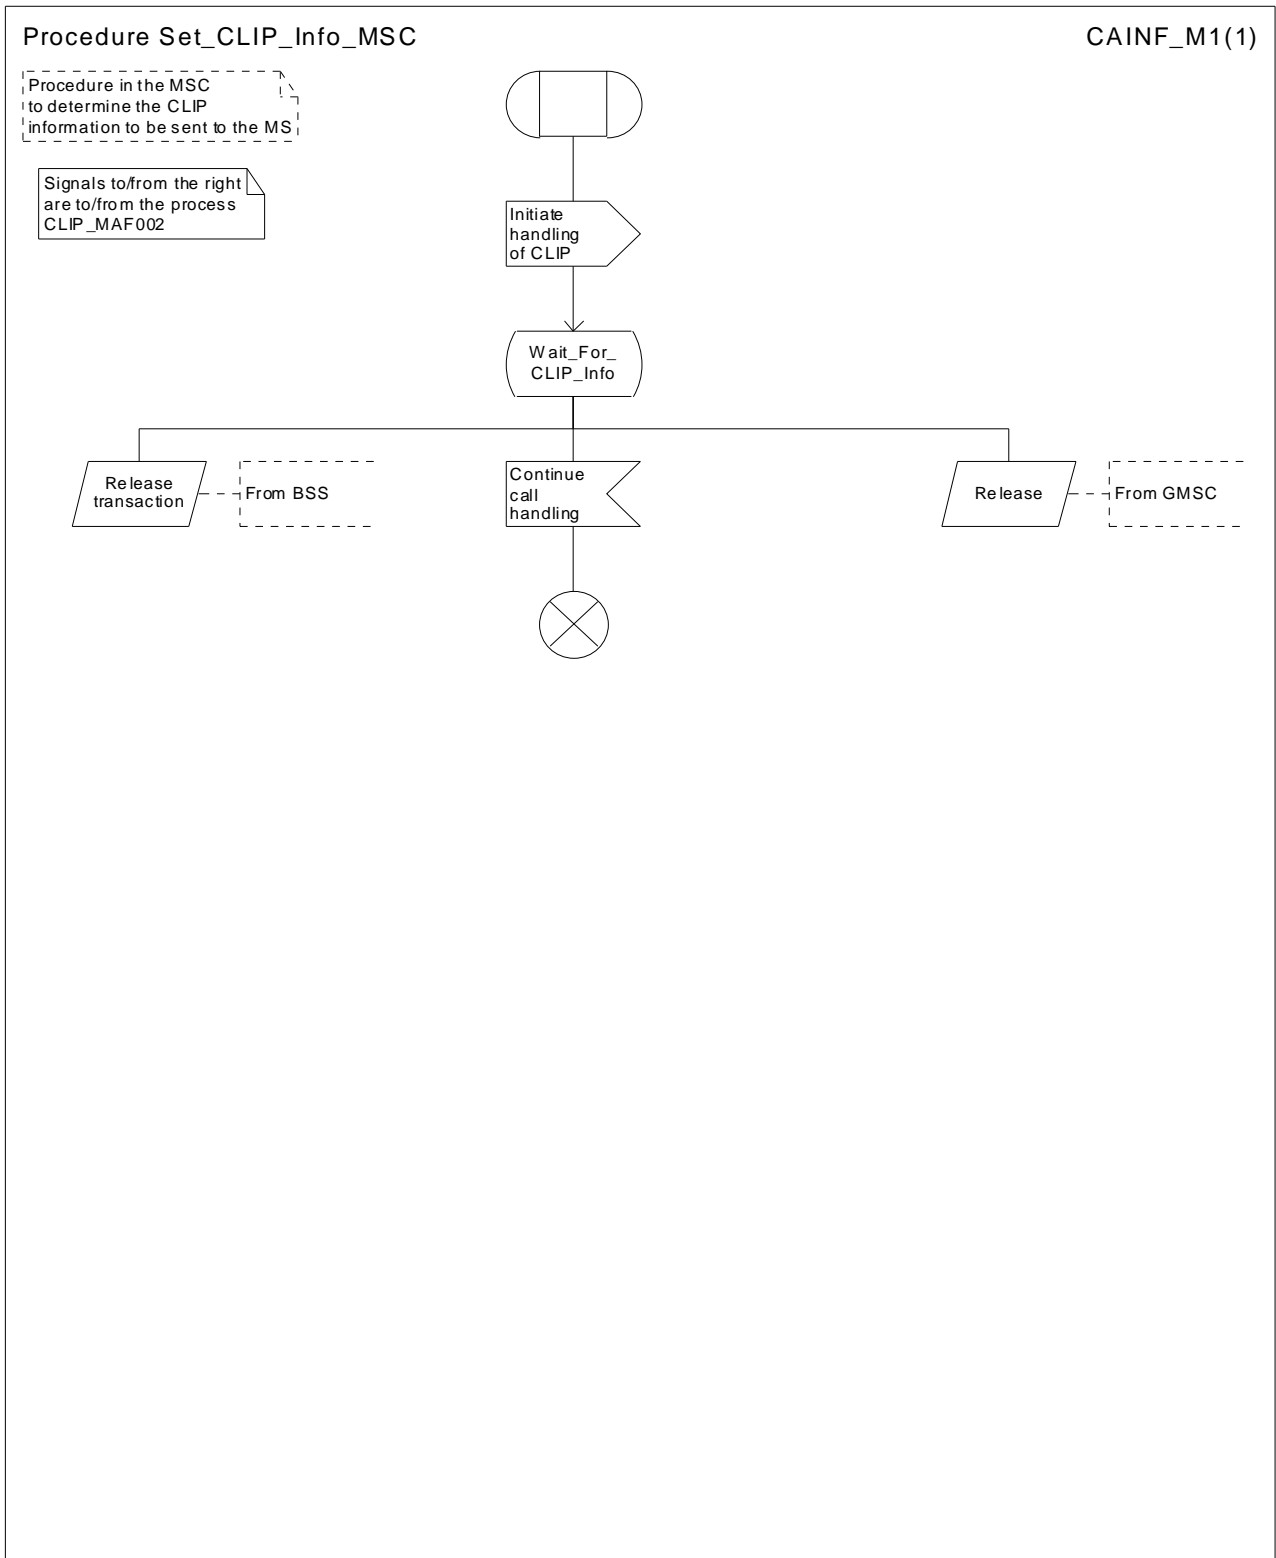 Procedure Set_CLIP_Info_MSC
CAINF_M1(1)
Procedure in the MSC
to determine the CLIP
information to be sent to the MS
Signals to/from the right
are to/from the process
CLIP_MAF002
Initiate
handling
of CLIP
Wait_For_
CLIP_Info
Release
transaction
From BSS
Continue
call
handling
Release
From GMSC